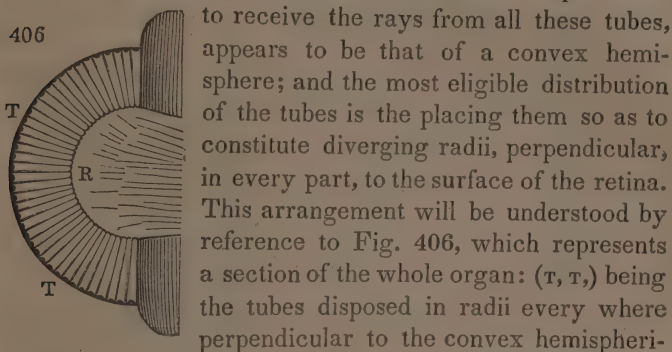 to receive the rays from all these tubes,
406
appears to be that of a convex hemi-
sphere; and the most eligible distribution
T
of the tubes is the placing them so as to
constitute diverging radii, perpendicular,
R
in every part, to the surface of the retina.
This arrangement will be understood by
reference to Fig. 406, which represents
a section of the whole organ: (T, T,) being
T
the tubes disposed in radii every where
perpendicular to the convex hemispheri-